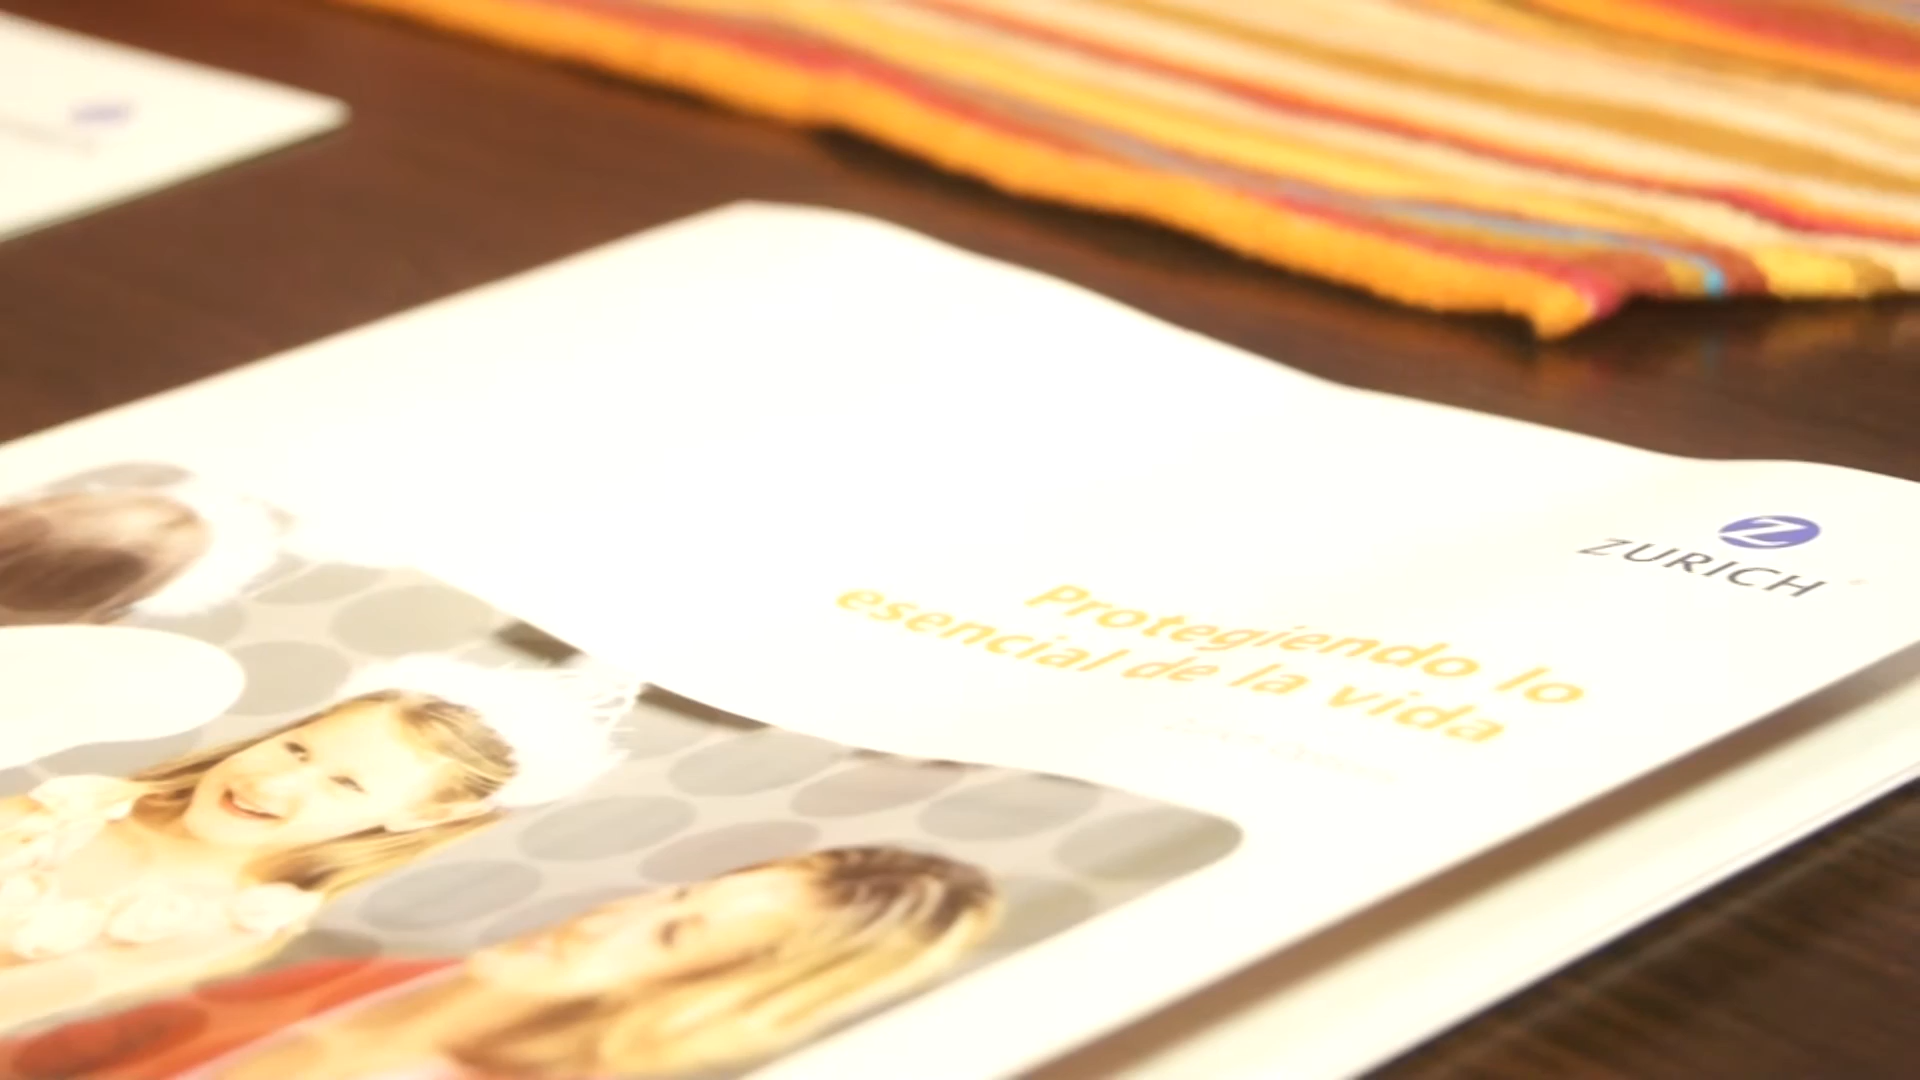 ZURICH
Protegiendo lo
esencial de la vida